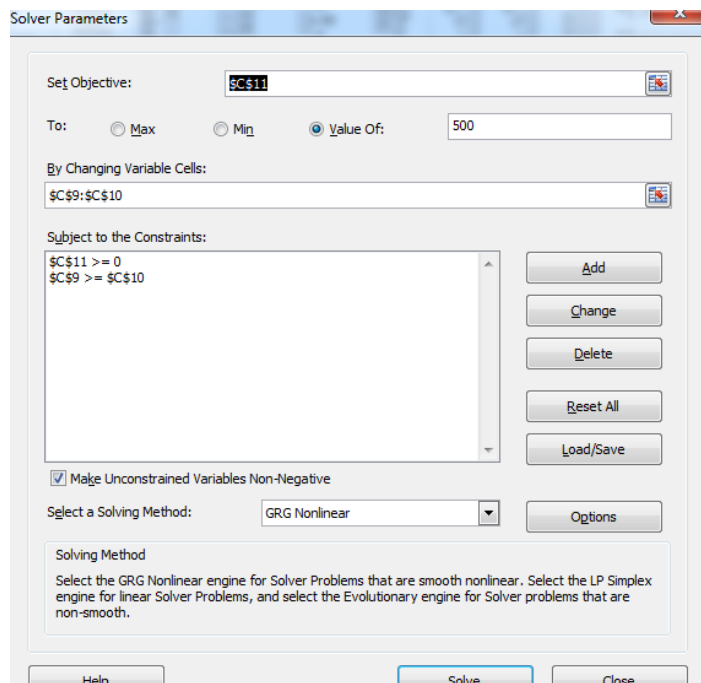 Solver Parameters
Set Objective:
$C$11
To:
Max
Min
Value Of:
500
By Changing Variable Cells:
$C$9:$C$10
Subject to the Constraints:
$C$11 >= 0
$C$9 >= $C$10
Add
Change
Delete
Reset All
Load/Save
Make Unconstrained Variables Non-Negative
Select a Solving Method:
GRG Nonlinear
Options
Solving Method
Select the GRG Nonlinear engine for Solver Problems that are smooth nonlinear. Select the LP Simplex
engine for linear Solver Problems, and select the Evolutionary engine for Solver problems that are
non-smooth.
Help
Solve
Close